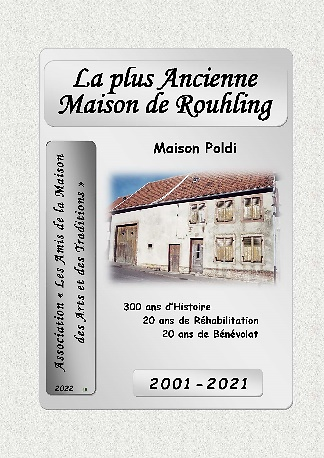 La plus Ancienne
Maison de Rouhling
Maison Poldi
Association « Les Amis de la Maison
des Arts et des Traditions »
300 ans d'Histoire
20 ans de Réhabilitation
20 ans de Bénévolat
2022
2001 - 2021